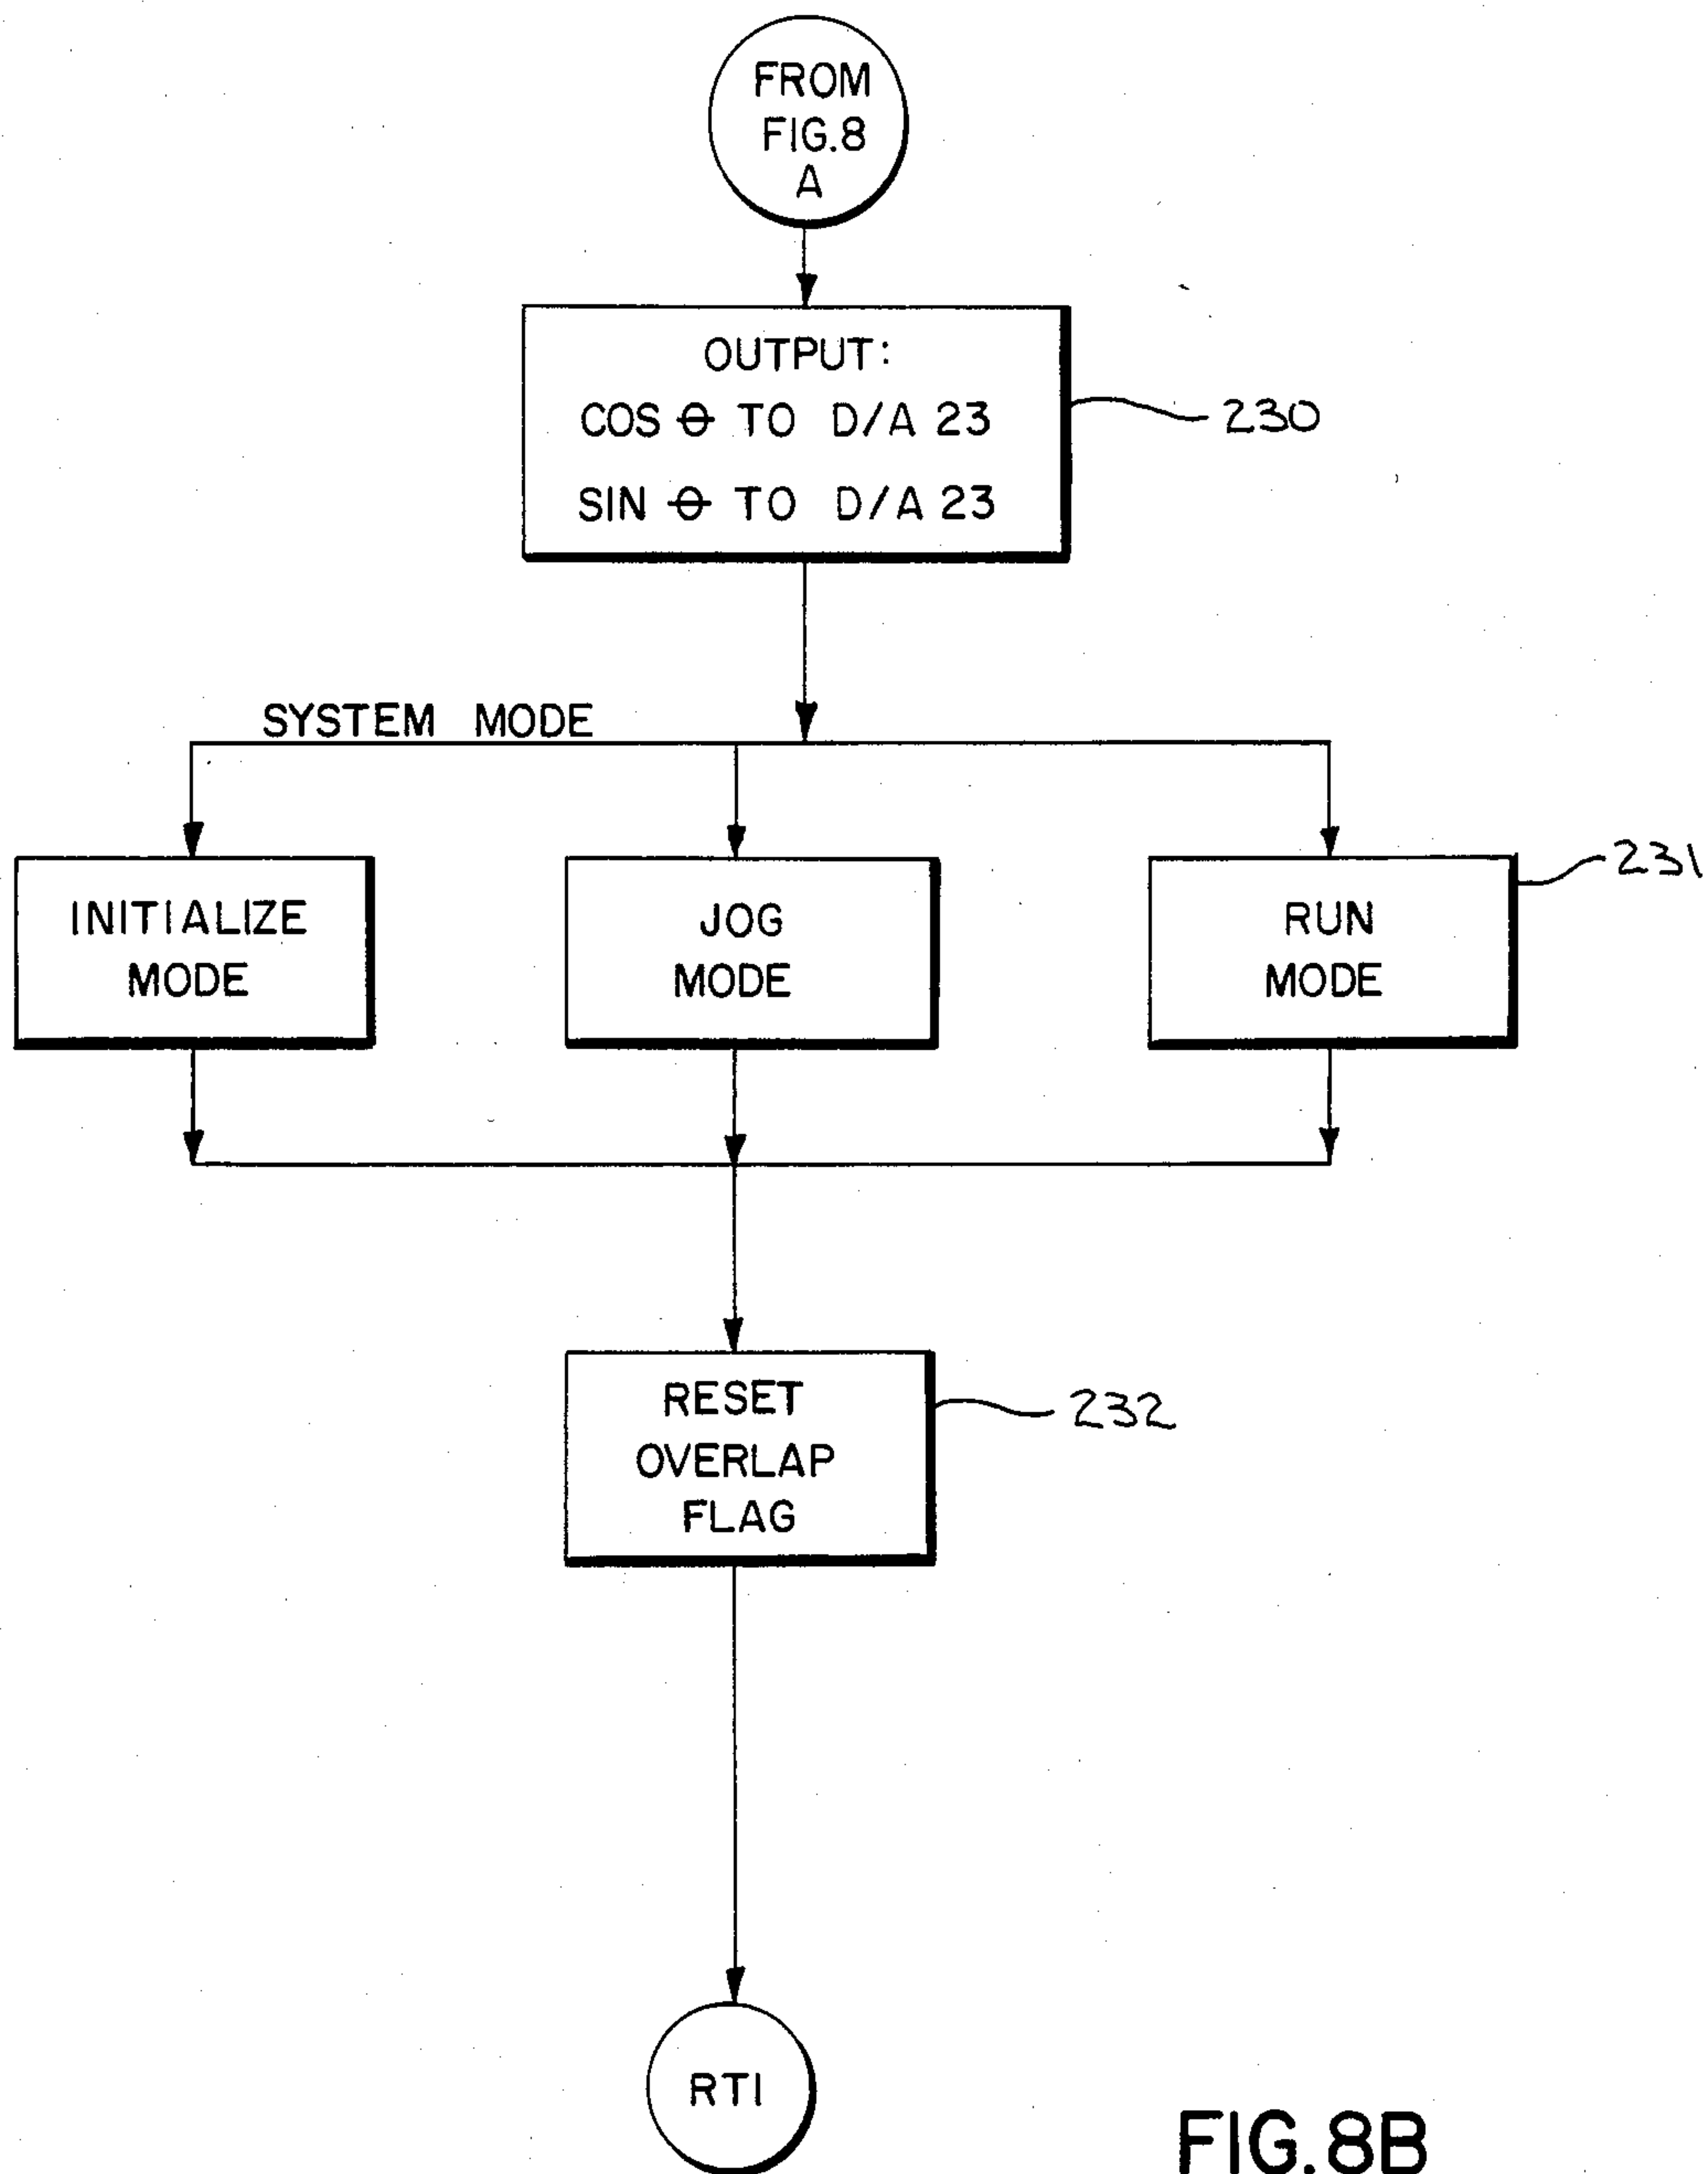 FROM
FIG.8
A
OUTPUT:
COS θ TO D/A 23
SIN θ TO D/A 23
230
SYSTEM MODE
INITIALIZE
MODE
JOG
MODE
RUN
MODE
231
RESET
OVERLAP
FLAG
232
RTI
FIG.8B